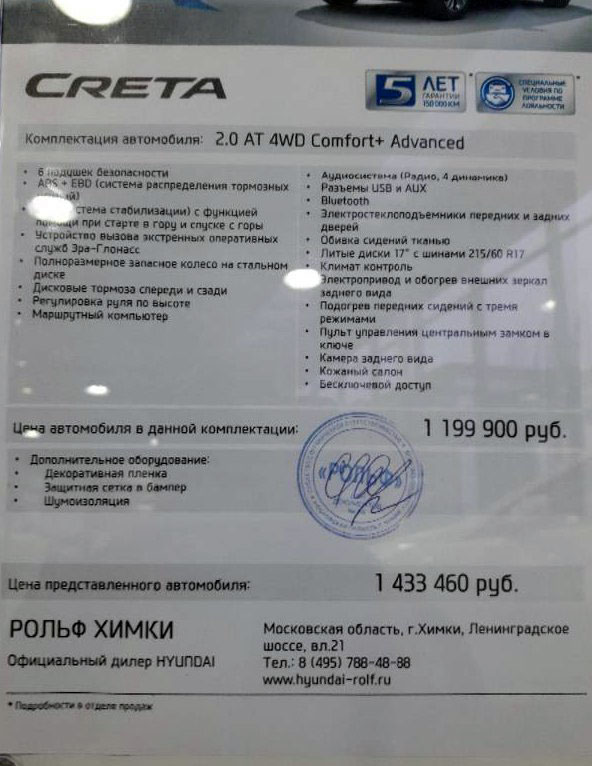 CRETA
5 ЛЕТ
ГАРАНТИИ
150 000 КМ
*
СПЕЦИАЛЬНЫЕ
УСЛОВИЯ ПО
ПРОГРАММЕ
ЛОЯЛЬНОСТИ
*
Комплектация автомобиля: 2.0 AT 4WD Comfort+ Advanced
• 6 подушек безопасности
• ABS + EBD (система распределения тормозных
стема стабилизации) с функцией
помощи при старте в гору и спуске с горы
• Устройство вызова экстренных оперативных
служб Эра-Глонасс
• Полноразмерное запасное колесо на стальном
диске
• Дисковые тормоза спереди и сзади
• Регулировка руля по высоте
• Маршрутный компьютер
• Аудиосистема (Радио, 4 динамика)
• Разъемы USB и AUX
• Bluetooth
• Электростеклоподъемники передних и задних
дверей
• Обивка сидений тканью
• Литые диски 17" с шинами 215/60 R17
• Климат контроль
• Электропривод и обогрев внешних зеркал
заднего вида
• Подогрев передних сидений с тремя
режимами
• Пульт управления центральным замком в
ключе
• Камера заднего вида
• Кожаный салон
• Бесключевой доступ
Цена автомобиля в данной комплектации: 1 199 900 руб.
• Дополнительное оборудование:
• Декоративная пленка
• Защитная сетка в бампер
• Шумоизоляция
«РОЛЬФ»
Цена представленного автомобиля: 1 433 460 руб.
РОЛЬФ ХИМКИ
Официальный дилер HYUNDAI
Московская область, г.Химки, Ленинградское
шоссе, вл.21
Тел.: 8 (495) 788-48-88
www.hyundai-rolf.ru
* Подробности в отделе продаж